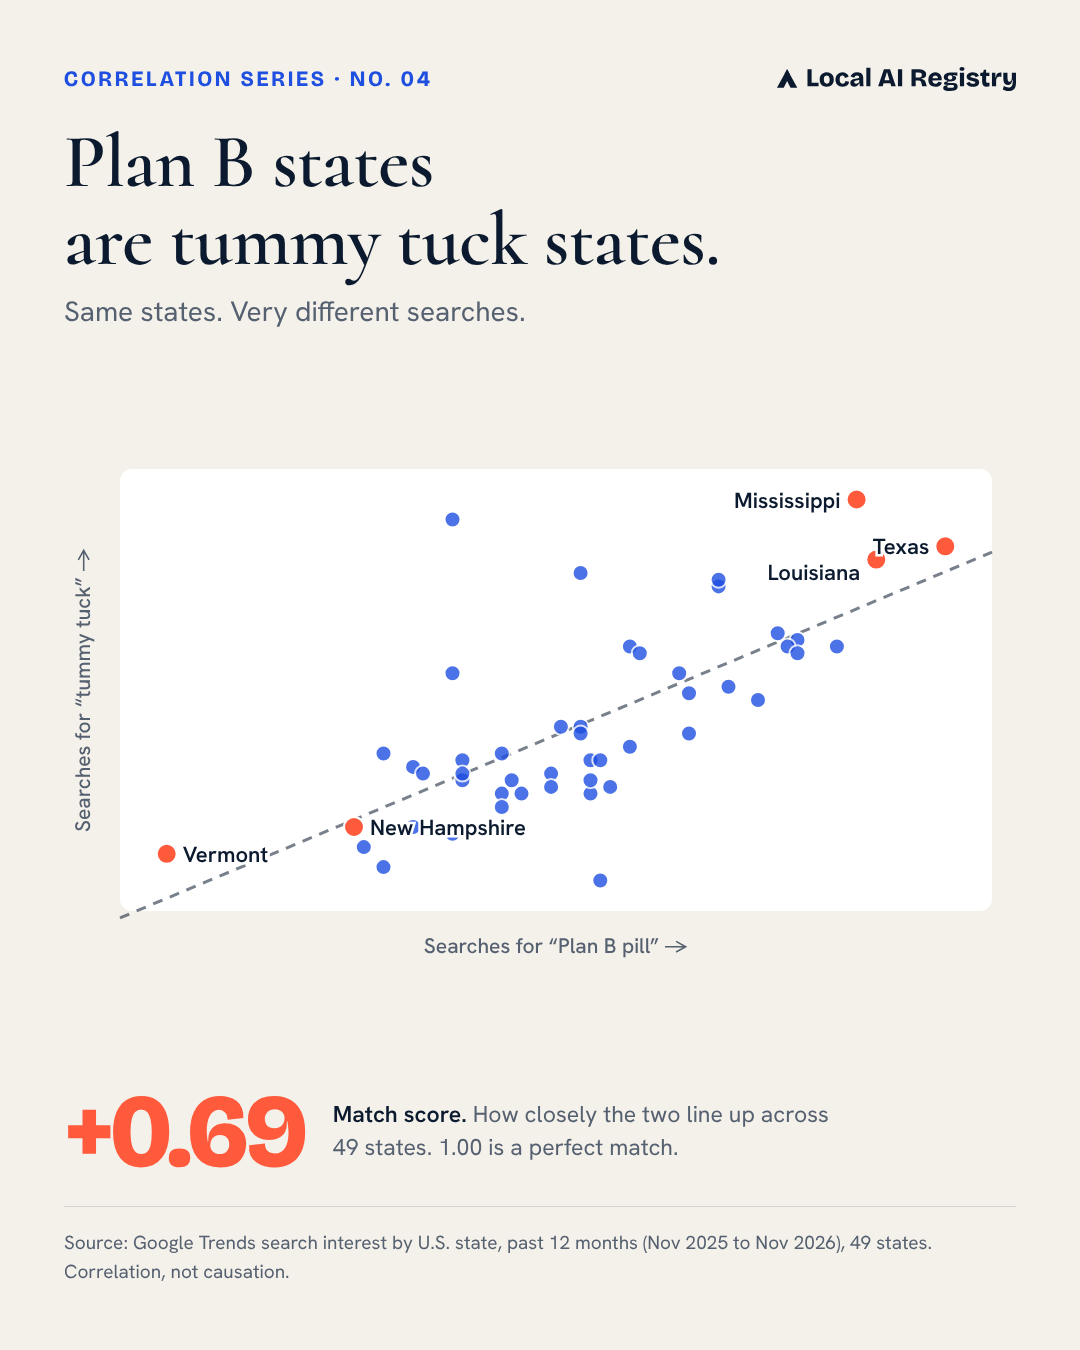 CORRELATION SERIES · NO. 04
Local AI Registry
Plan B states
are tummy tuck states.
Same states. Very different searches.
Mississippi
Texas
Louisiana
New Hampshire
Vermont
Searches for “tummy tuck” →
Searches for “Plan B pill” →
+0.69
Match score. How closely the two line up across
49 states. 1.00 is a perfect match.
Source: Google Trends search interest by U.S. state, past 12 months (Nov 2025 to Nov 2026), 49 states.
Correlation, not causation.